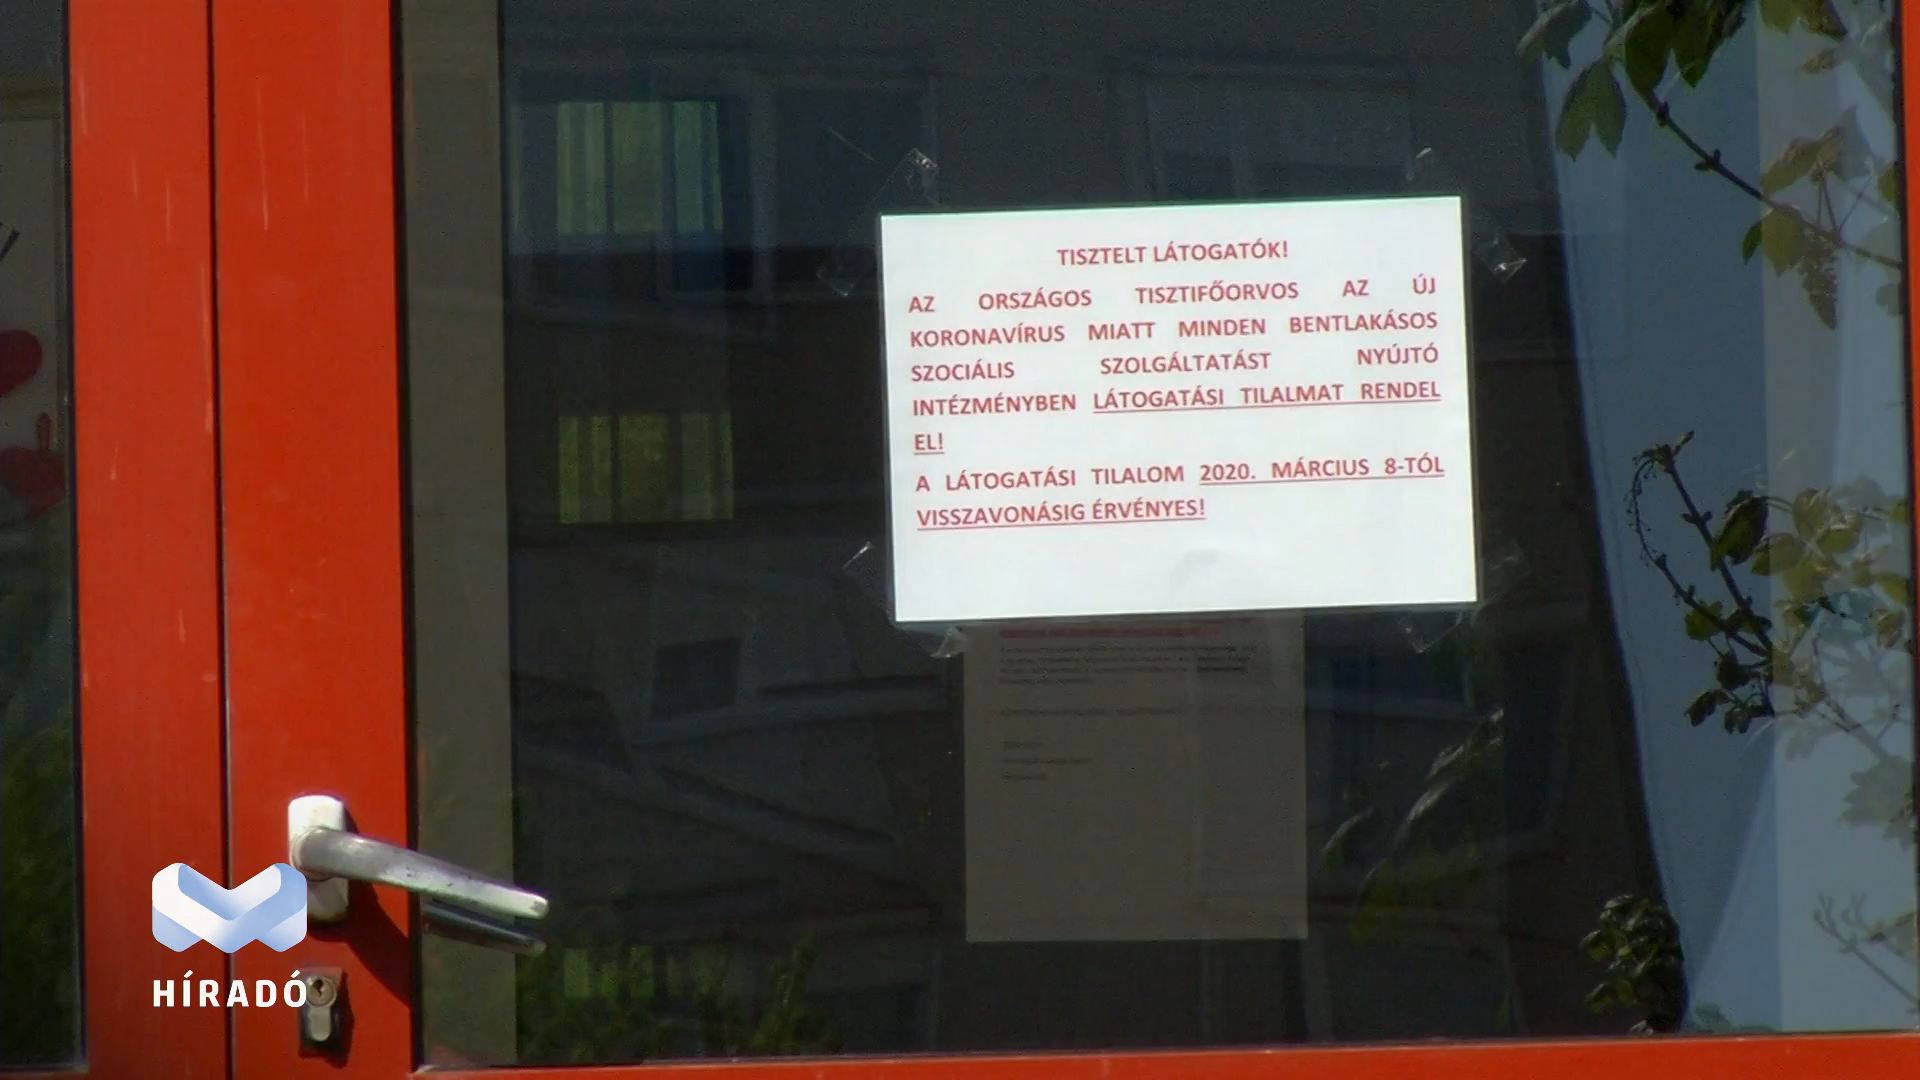 TISZTELT LÁTOGATÓK!
AZ ORSZÁGOS TISZTIFŐORVOS AZ ÚJ
KORONAVÍRUS MIATT MINDEN BENTLAKÁSOS
SZOCIÁLIS SZOLGÁLTATÁST NYÚJTÓ
INTÉZMÉNYBEN LÁTOGATÁSI TILALMAT RENDEL
EL!
A LÁTOGATÁSI TILALOM 2020. MÁRCIUS 8-TÓL
VISSZAVONÁSIG ÉRVÉNYES!
HÍRADÓ